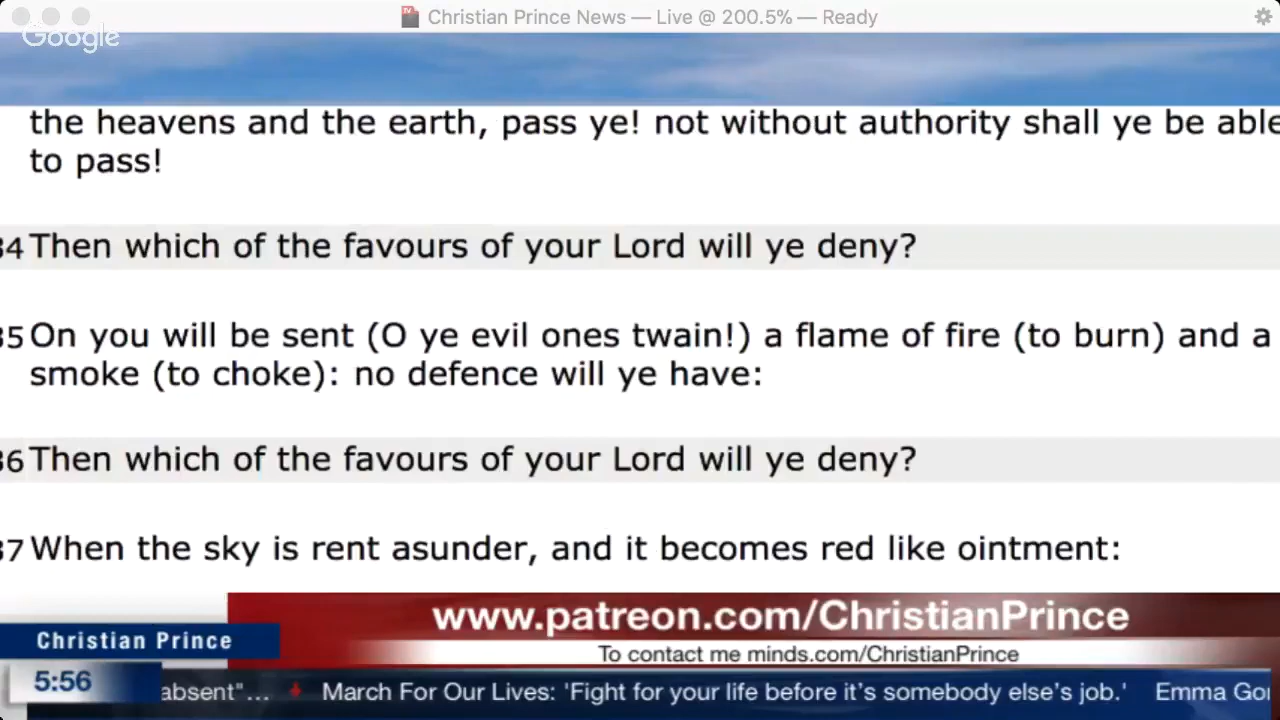 Christian Prince News — Live @ 200.5% — Ready
Google
the heavens and the earth, pass ye! not without authority shall ye be able
to pass!
34 Then which of the favours of your Lord will ye deny?
35 On you will be sent (O ye evil ones twain!) a flame of fire (to burn) and a
smoke (to choke): no defence will ye have:
36 Then which of the favours of your Lord will ye deny?
37 When the sky is rent asunder, and it becomes red like ointment:
www.patreon.com/ChristianPrince
Christian Prince
To contact me minds.com/ChristianPrince
5:56
absent"... March For Our Lives: 'Fight for your life before it’s somebody else’s job.' Emma Go